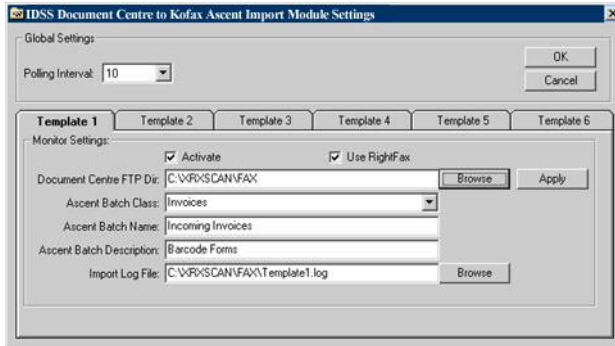 IDSS Document Centre to Kofax Ascent Import Module Settings
Global Settings
Polling Interval: 10
OK
Cancel
Template 1 Template 2 Template 3 Template 4 Template 5 Template 6
Monitor Settings:
Activate Use RightFax
Document Centre FTP Dir: C:\XRXSCAN\FAX Browse Apply
Ascent Batch Class: Invoices
Ascent Batch Name: Incoming Invoices
Ascent Batch Description: Barcode Forms
Import Log File: C:\XRXSCAN\FAX\Template1.log Browse